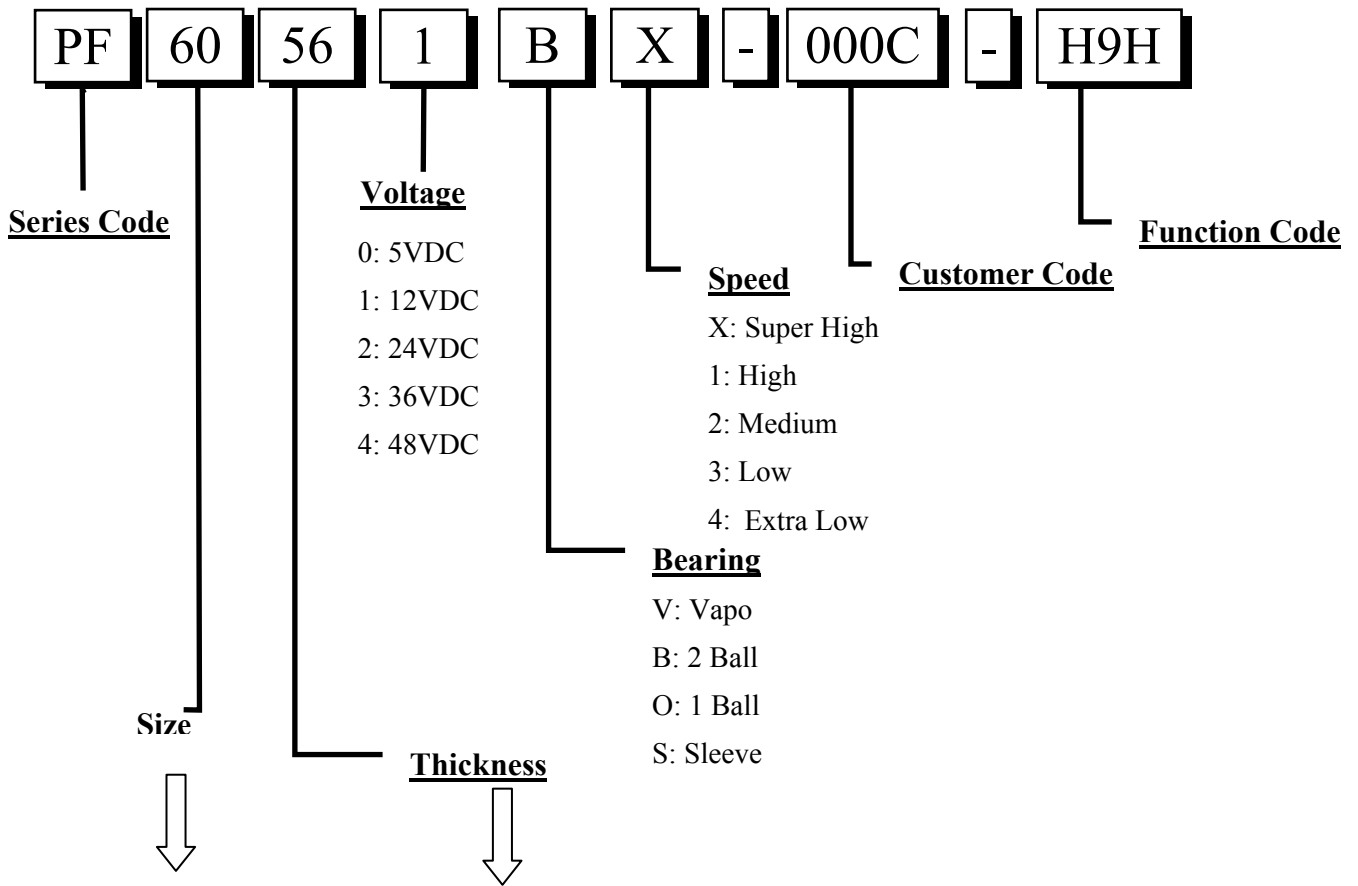 PF 60 56 1 B X - 000C - H9H
Series Code
Voltage
0: 5VDC
1: 12VDC
2: 24VDC
3: 36VDC
4: 48VDC
Function Code
Customer Code
Speed
X: Super High
1: High
2: Medium
3: Low
4: Extra Low
Bearing
V: Vapo
B: 2 Ball
O: 1 Ball
S: Sleeve
Size
Thickness